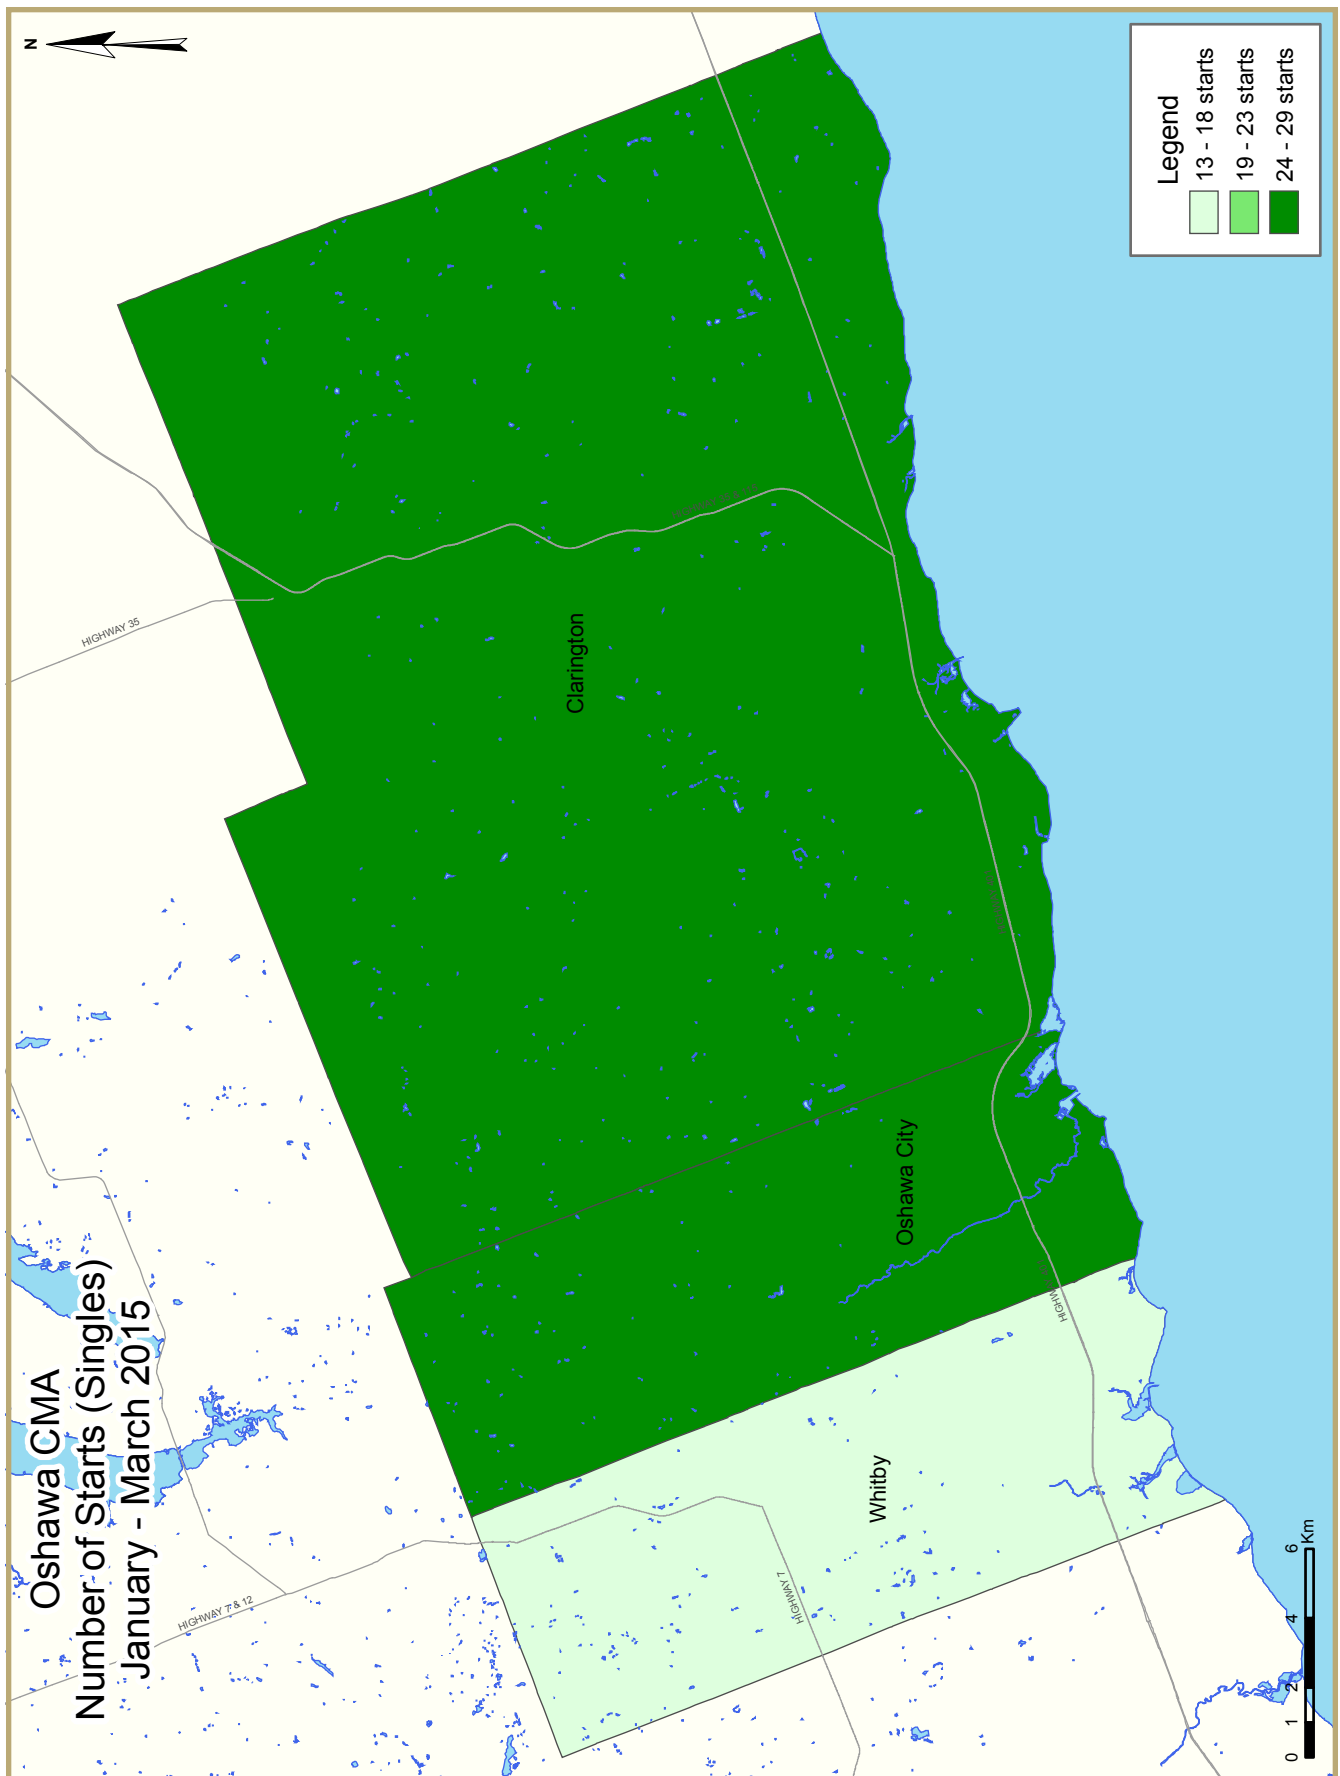 Oshawa CMA
Number of Starts (Singles)
January - March 2015
N
HIGHWAY 7 & 12
HIGHWAY 35
Clarington
Oshawa City
Whitby
HIGHWAY 7
Legend
13 - 18 starts
19 - 23 starts
24 - 29 starts
0 1 2 4 6
Km